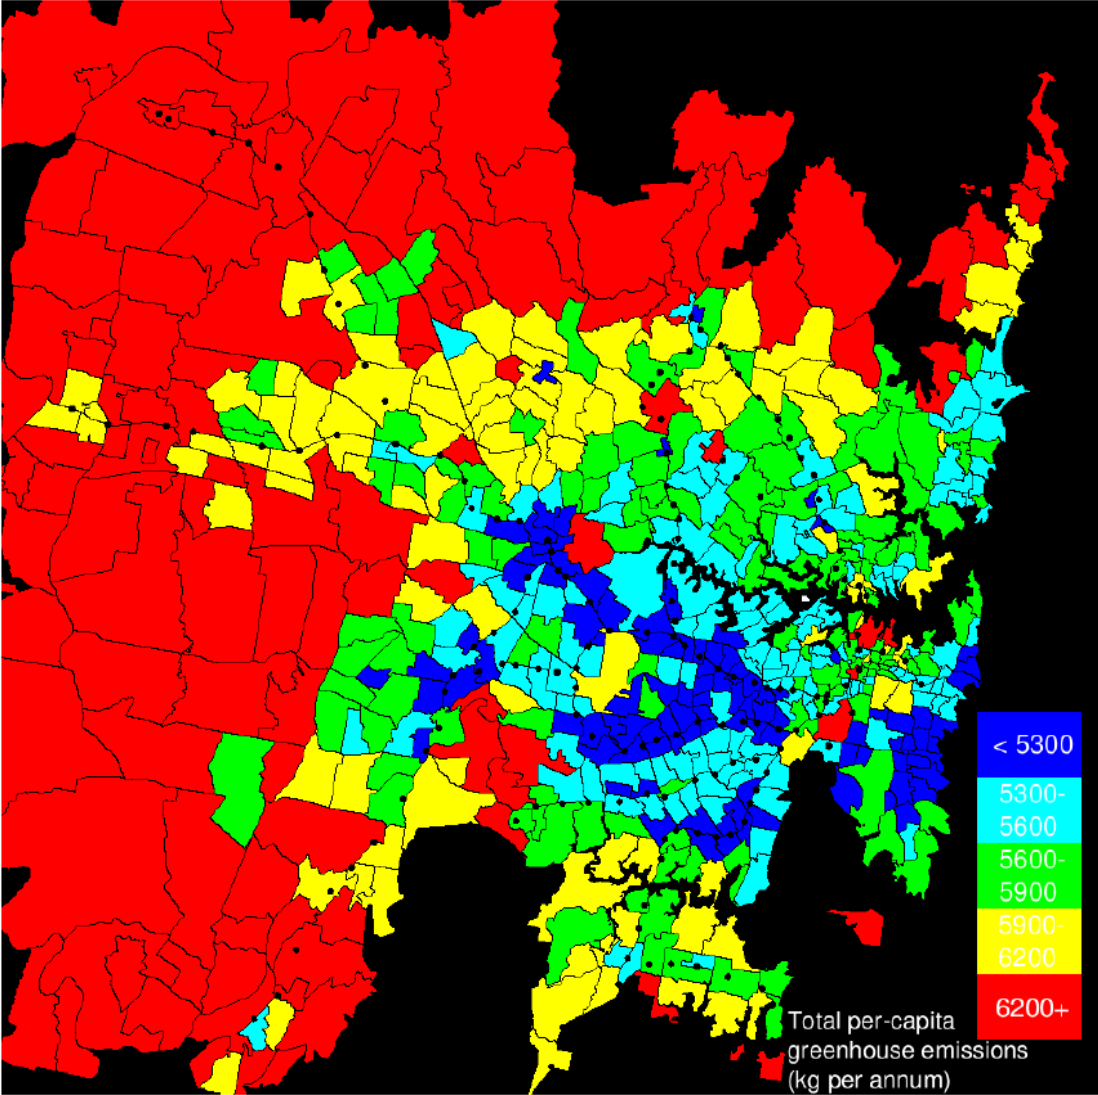 < 5300
5300-
5600
5600-
5900
5900-
6200
6200+
Total per-capita
greenhouse emissions
(kg per annum)